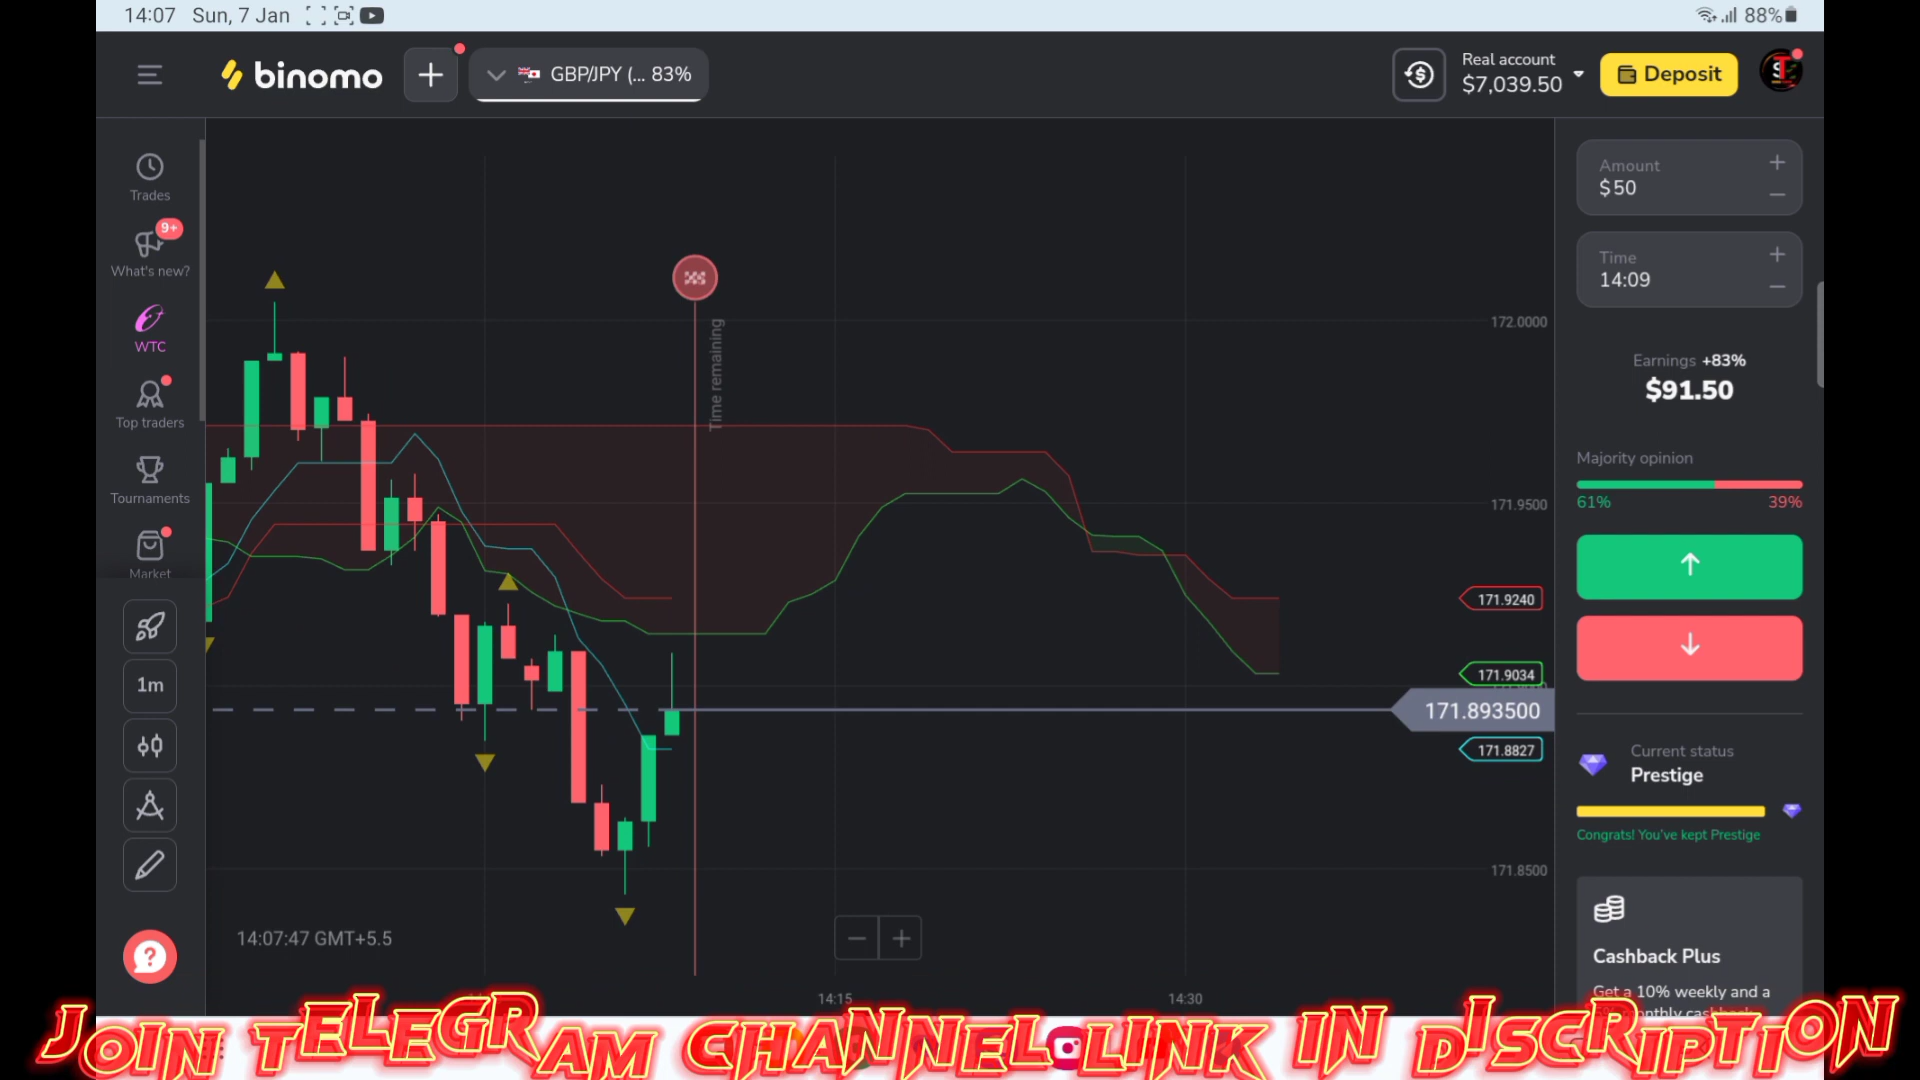 14:07 Sun, 7 Jan
88%
binomo
GBP/JPY (... 83%
Real account
$7,039.50
Deposit
Trades
9+
What's new?
WTC
Top traders
Tournaments
Market
1m
Time remaining
172.0000
171.9500
171.9240
171.9034
171.893500
171.8827
171.8500
14:07:47 GMT+5.5
14:15
14:30
Amount
$50
Time
14:09
Earnings +83%
$91.50
Majority opinion
61% 39%
Current status
Prestige
Congrats! You've kept Prestige
Cashback Plus
Get a 10% weekly and a
JOIN TELEGRAM CHANNEL LINK IN DISCRIPTION